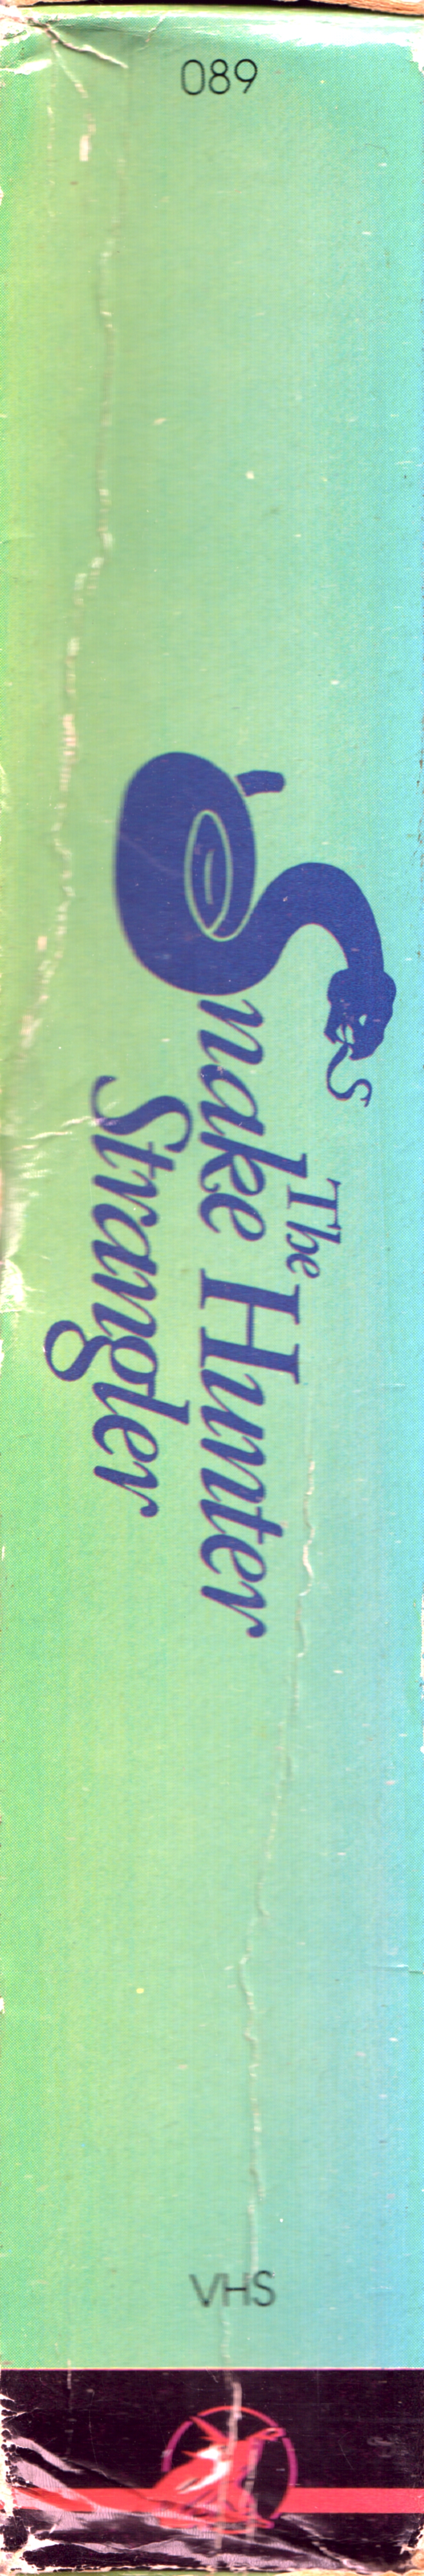 089
The
Snake Hunter
Strangler
VHS